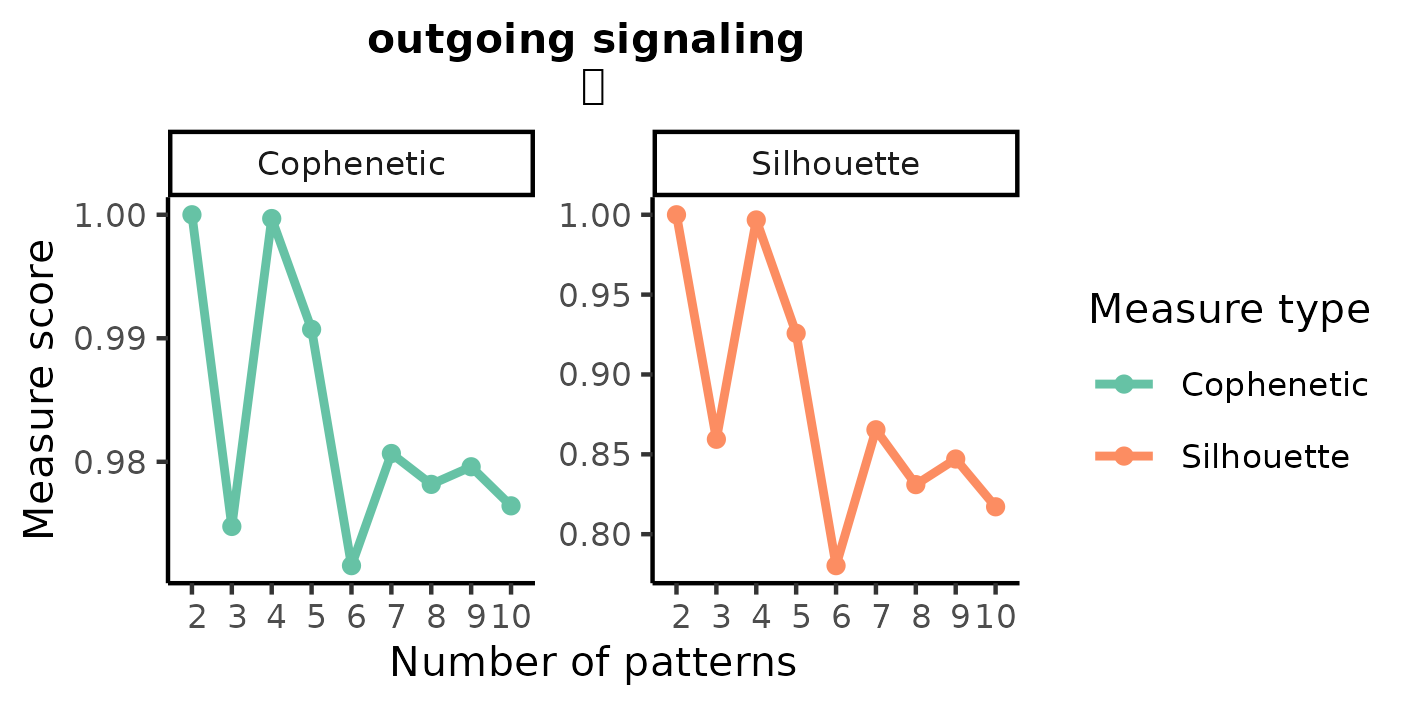 outgoing signaling
Cophenetic
Silhouette
Measure score
1.00
0.99
0.98
1.00
0.95
0.90
0.85
0.80
2 3 4 5 6 7 8 9 10
2 3 4 5 6 7 8 9 10
Number of patterns
Measure type
Cophenetic
Silhouette